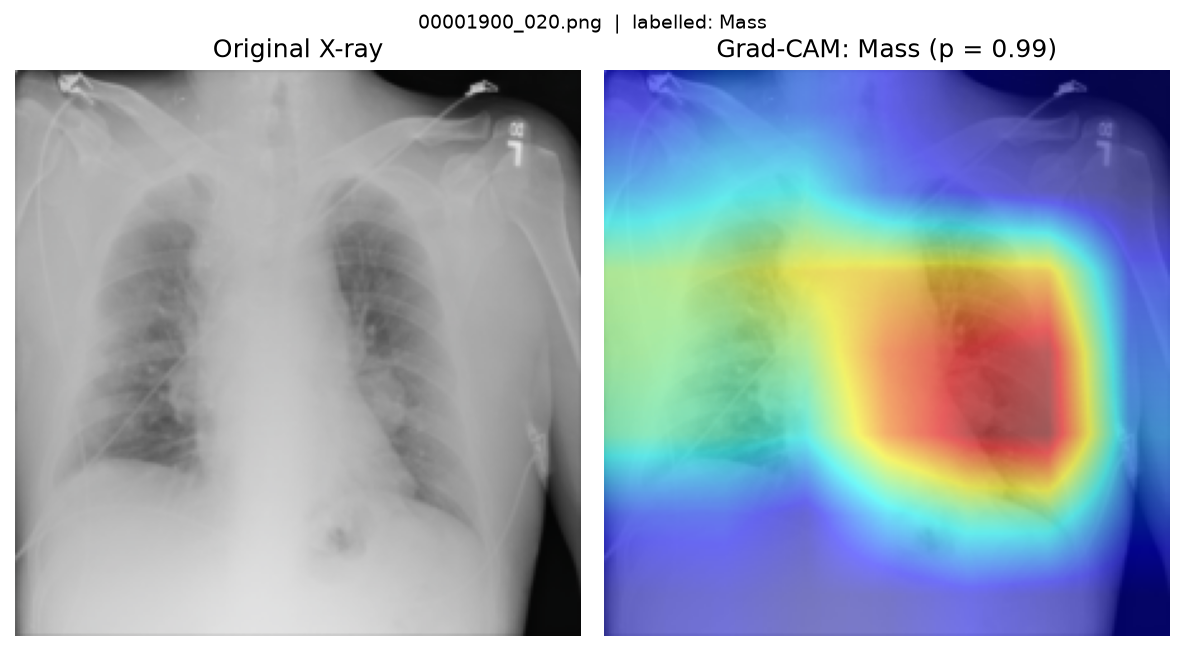 00001900_020.png | labelled: Mass
Original X-ray
Grad-CAM: Mass (p = 0.99)
L
L